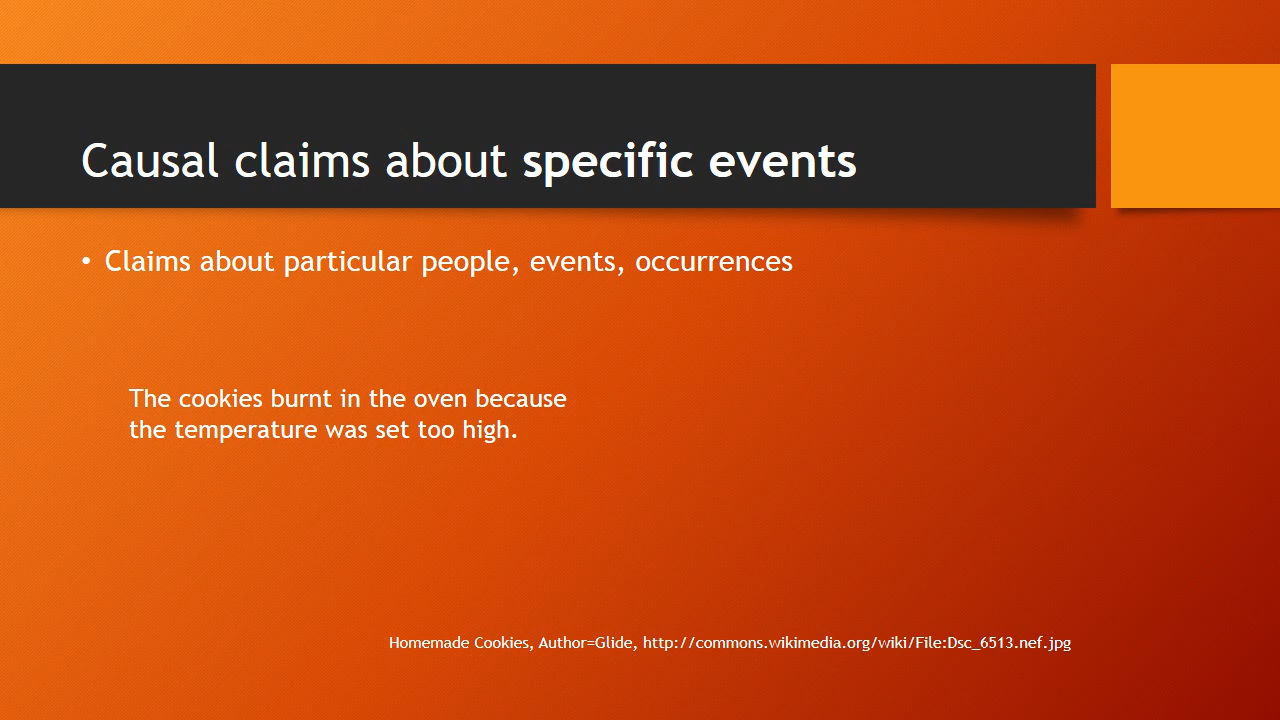 Causal claims about specific events
• Claims about particular people, events, occurrences
The cookies burnt in the oven because
the temperature was set too high.
Homemade Cookies, Author=Glide, http://commons.wikimedia.org/wiki/File:Dsc_6513.nef.jpg